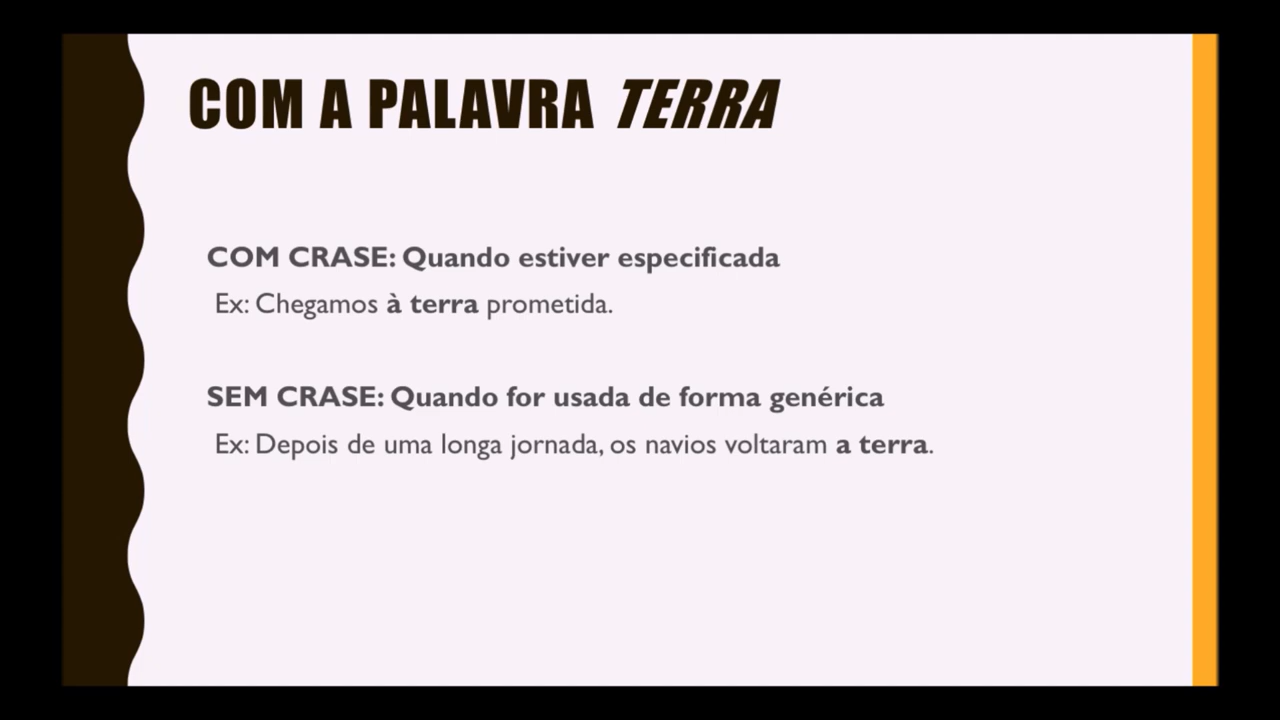 COM A PALAVRA TERRA
COM CRASE: Quando estiver especificada
Ex: Chegamos à terra prometida.
SEM CRASE: Quando for usada de forma genérica
Ex: Depois de uma longa jornada, os navios voltaram a terra.